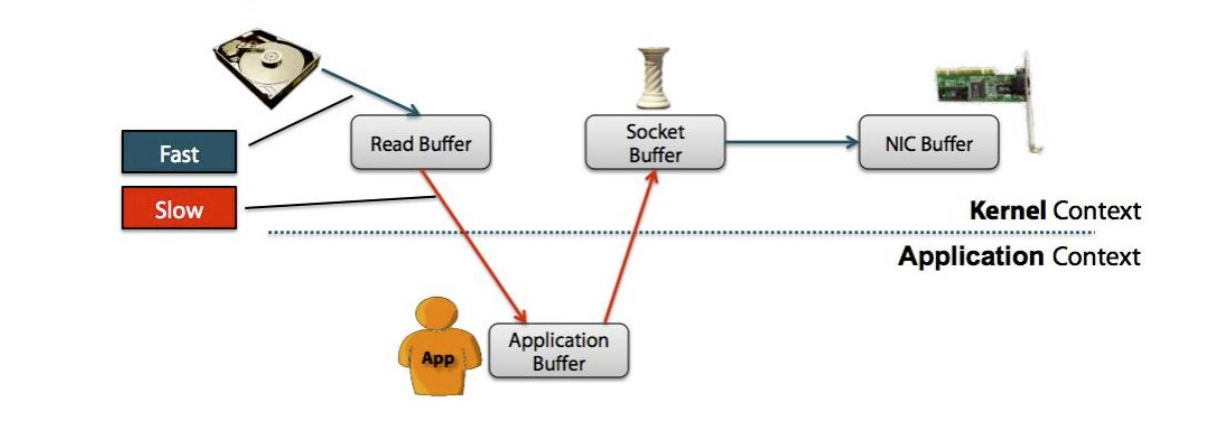 Fast
Slow
Read Buffer
Socket
Buffer
NIC Buffer
Kernel Context
Application Context
App
Application
Buffer